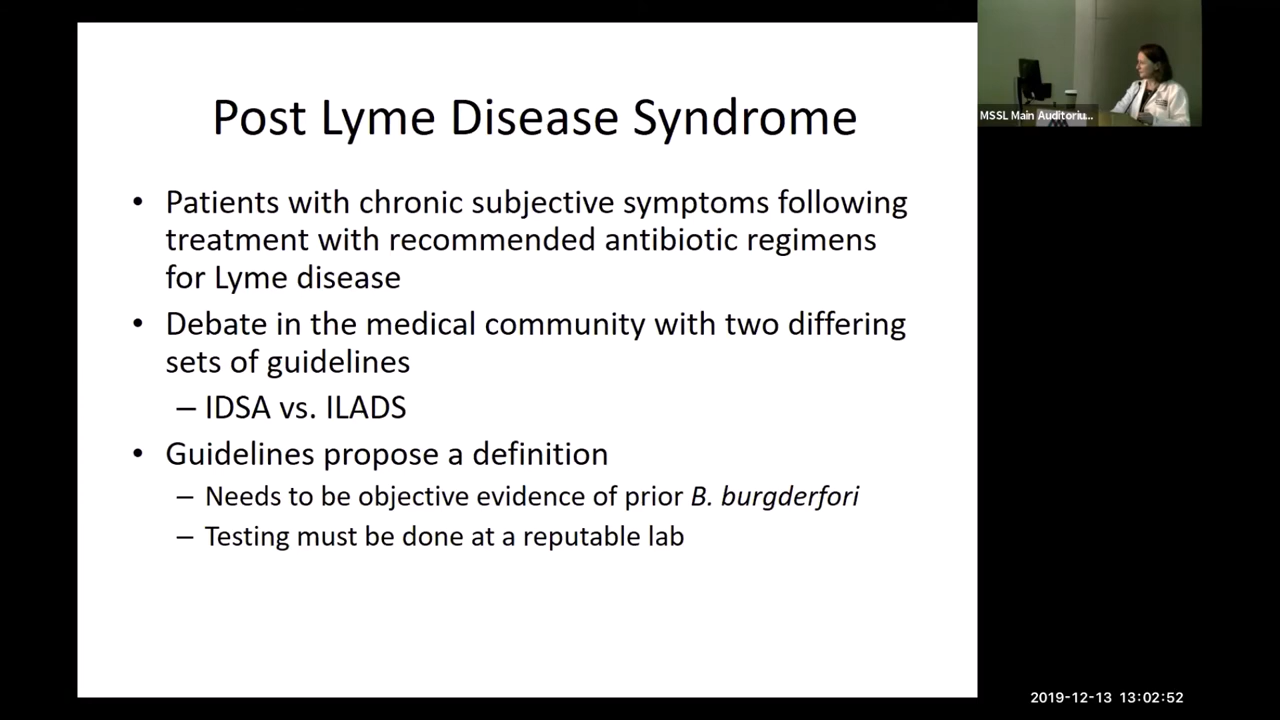 Post Lyme Disease Syndrome
• Patients with chronic subjective symptoms following
treatment with recommended antibiotic regimens
for Lyme disease
• Debate in the medical community with two differing
sets of guidelines
– IDSA vs. ILADS
• Guidelines propose a definition
– Needs to be objective evidence of prior B. burgderfori
– Testing must be done at a reputable lab
MSSL Main Auditoriu...
2019-12-13 13:02:52